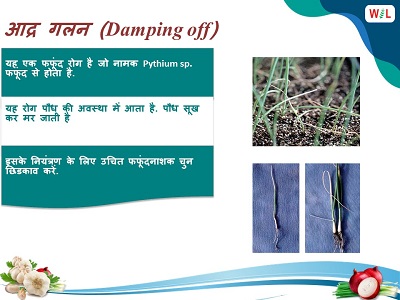 W!L
आद्र गलन (Damping off)
यह एक फफूंद रोग है जो नामक Pythium sp.
फफूद से होता है.
यह रोग पौध की अवस्था में आता है. पौध सूख
कर मर जाती है
इसके नियंत्रण के लिए उचित फफूंदनाशक चुन
छिडकाव करें.